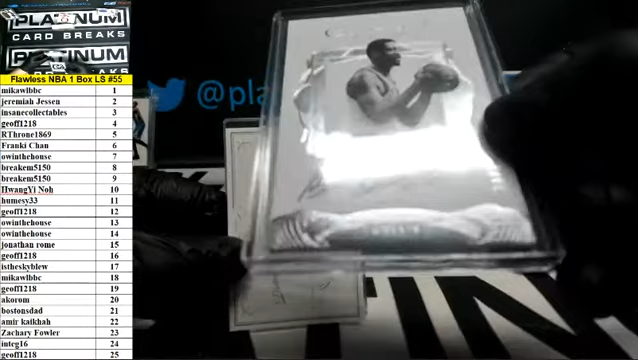 PLATINUM
CARD BREAKS
PLATINUM
CARD BREAKS
@pla
Flawless NBA 1 Box LS #55
mikawlbbc 1
jeremiah Jessen 2
insanecollectables 3
geoff1218 4
RThrone1869 5
Franki Chan 6
owinthehouse 7
breakem5150 8
breakem5150 9
HwangYi Noh 10
humesy33 11
geoff1218 12
owinthehouse 13
owinthehouse 14
jonathan rome 15
geoff1218 16
istheskyblew 17
mikawlbbc 18
geoff1218 19
akorom 20
bostonsdad 21
amir kaikhah 22
Zachary Fowler 23
integ16 24
geoff1218 25